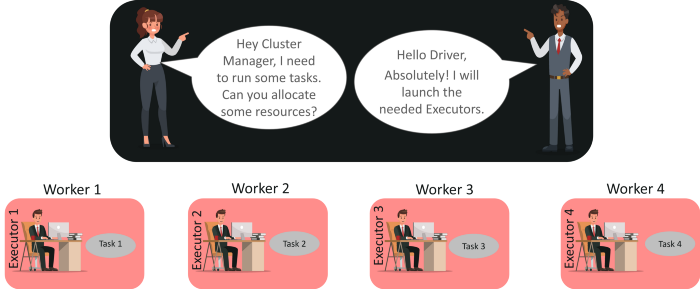 Hey Cluster
Manager, I need
to run some tasks.
Can you allocate
some resources?
Hello Driver,
Absolutely! I will
launch the
needed Executors.
Worker 1
Executor 1
Task 1
Worker 2
Executor 2
Task 2
Worker 3
Executor 3
Task 3
Worker 4
Executor 4
Task 4